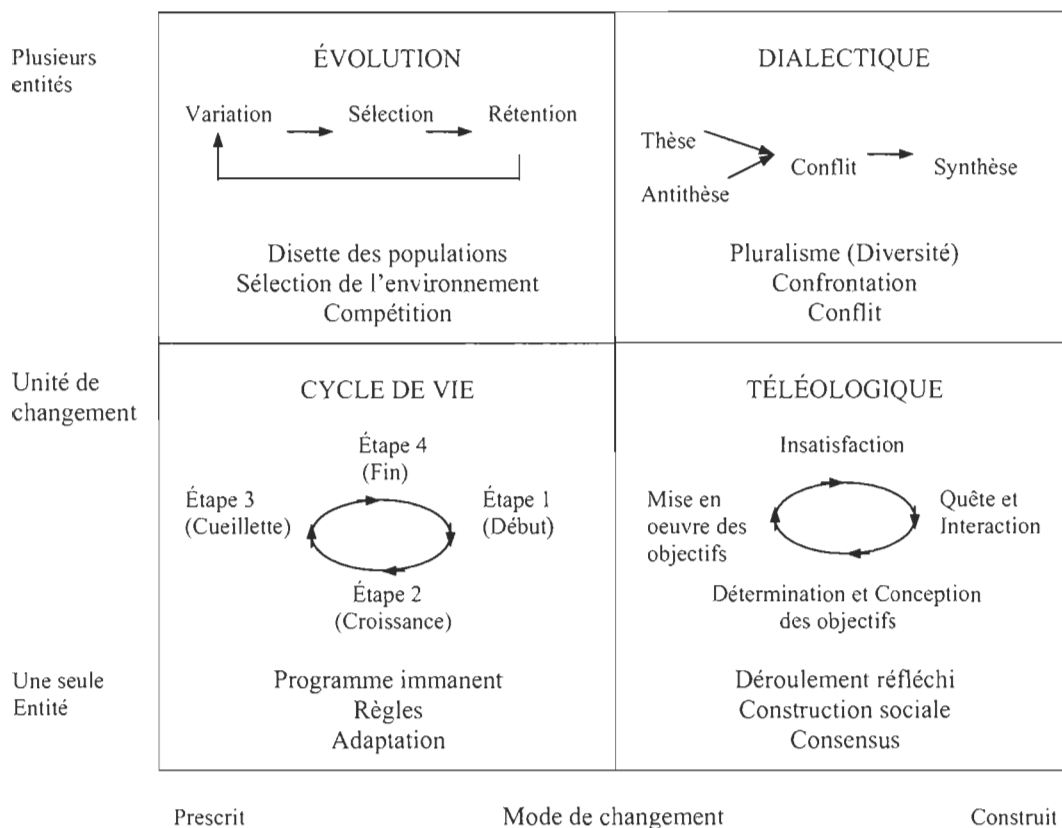 Plusieurs
entités
ÉVOLUTION
Variation Sélection Rétention
Disette des populations
Sélection de l'environnement
Compétition
DIALECTIQUE
Thèse
Antithèse
Conflit Synthèse
Pluralisme (Diversité)
Confrontation
Conflit
Unité de
changement
CYCLE DE VIE
Étape 4
(Fin)
Étape 3
(Cueillette)
Étape 1
(Début)
Étape 2
(Croissance)
TÉLÉOLOGIQUE
Insatisfaction
Mise en
oeuvre des
objectifs
Quête et
Interaction
Détermination et Conception
des objectifs
Une seule
Entité
Programme immanent
Règles
Adaptation
Déroulement réfléchi
Construction sociale
Consensus
Prescrit Mode de changement Construit